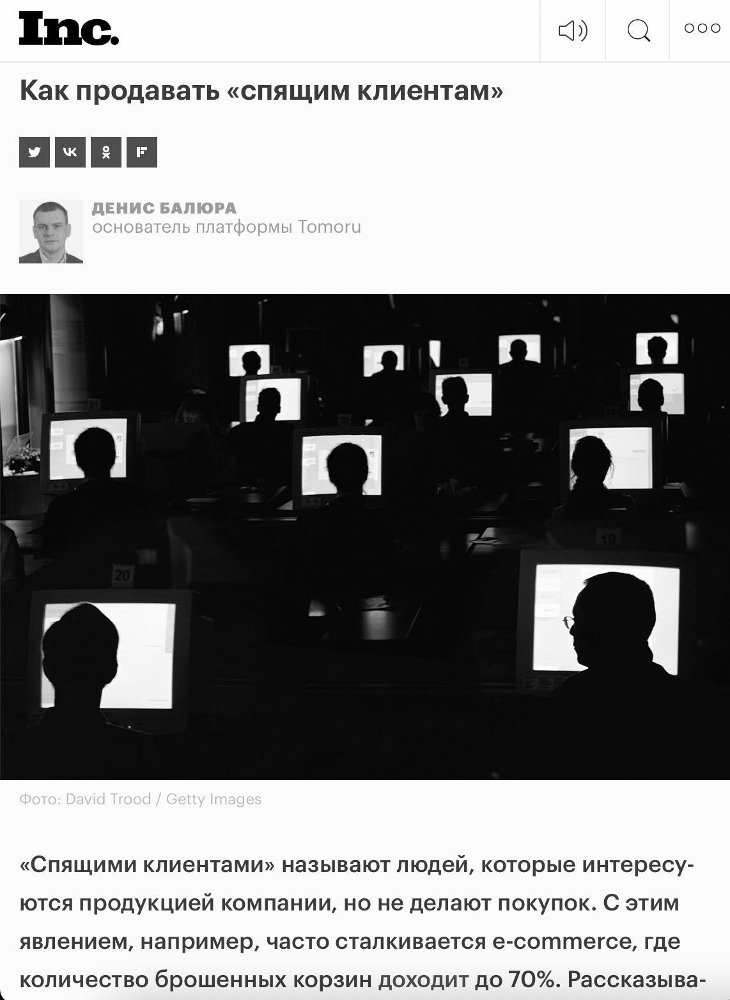 Inc.
Как продавать «спящим клиентам»
ДЕНИС БАЛЮРА
основатель платформы Tomoru
31
30
19
20
Фото: David Trood / Getty Images
«Спящими клиентами» называют людей, которые интересу-
ются продукцией компании, но не делают покупок. С этим
явлением, например, часто сталкивается e-commerce, где
количество брошенных корзин доходит до 70%. Рассказыва-